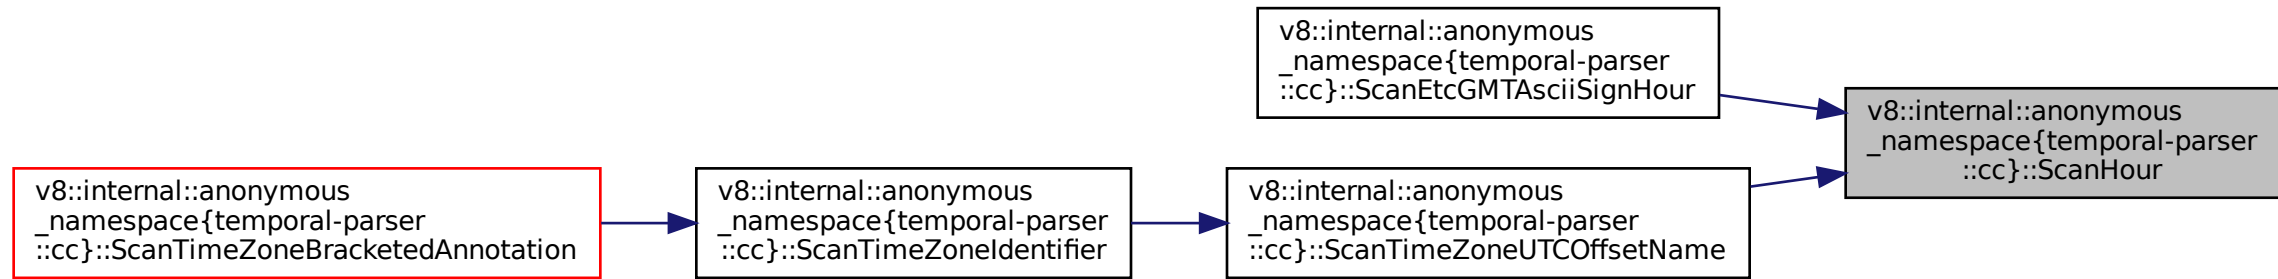 v8::internal::anonymous
_namespace{temporal-parser
::cc}::ScanEtcGMTAsciiSignHour
v8::internal::anonymous
_namespace{temporal-parser
::cc}::ScanHour
v8::internal::anonymous
_namespace{temporal-parser
::cc}::ScanTimeZoneBracketedAnnotation
v8::internal::anonymous
_namespace{temporal-parser
::cc}::ScanTimeZoneIdentifier
v8::internal::anonymous
_namespace{temporal-parser
::cc}::ScanTimeZoneUTCOffsetName